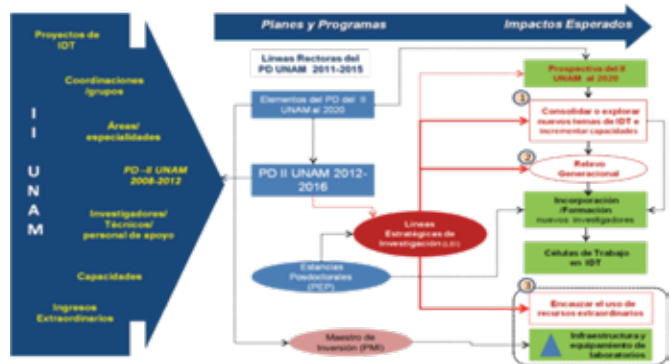 Planes y Programas
Impactos Esperados
Proyectos de
IDT
Coordinaciones
/grupos
Áreas/
especialidades
PD-II UNAM
2008-2012
Investigadores/
Técnicos/
personal de apoyo
Capacidades
Ingresos
Extraordinarios
II UNAM
Líneas Rectoras del
PD UNAM 2011-2015
Elementos del PD del II
UNAM al 2020
PD II UNAM 2012-
2016
Líneas
Estratégicas de
Investigación (LEI)
Estancias
Posdoctorales
(PEP)
Maestro de
Inversión (PMI)
Prospectiva del II
UNAM al 2020
1
Consolidar o explorar
nuevos temas de IDT e
incrementar capacidades
2
Relevo
Generacional
Incorporación
/Formación
nuevos investigadores
Células de Trabajo
en IDT
3
Encauzar el uso de
recursos extraordinarios
Infraestructura y
equipamiento de
laboratorios